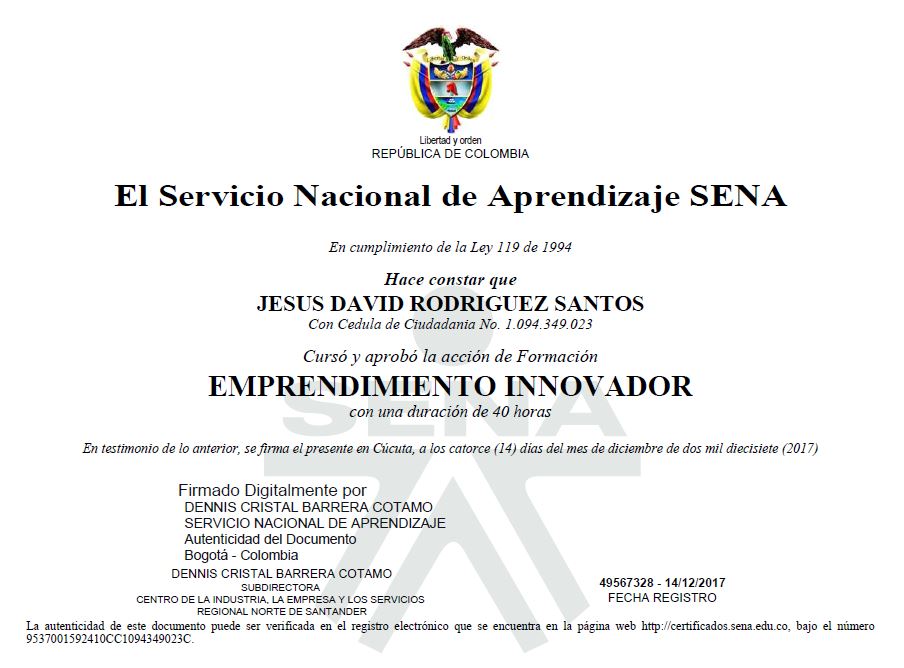 Libertad y orden
REPÚBLICA DE COLOMBIA
El Servicio Nacional de Aprendizaje SENA
En cumplimiento de la Ley 119 de 1994
Hace constar que
JESUS DAVID RODRIGUEZ SANTOS
Con Cedula de Ciudadania No. 1.094.349.023
Cursó y aprobó la acción de Formación
EMPRENDIMIENTO INNOVADOR
SENA
con una duración de 40 horas
En testimonio de lo anterior, se firma el presente en Cúcuta, a los catorce (14) días del mes de diciembre de dos mil diecisiete (2017)
Firmado Digitalmente por
DENNIS CRISTAL BARRERA COTAMO
SERVICIO NACIONAL DE APRENDIZAJE
Autenticidad del Documento
Bogotá - Colombia
DENNIS CRISTAL BARRERA COTAMO
SUBDIRECTORA
CENTRO DE LA INDUSTRIA, LA EMPRESA Y LOS SERVICIOS
REGIONAL NORTE DE SANTANDER
49567328 - 14/12/2017
FECHA REGISTRO
La autenticidad de este documento puede ser verificada en el registro electrónico que se encuentra en la página web http://certificados.sena.edu.co, bajo el número
9537001592410CC1094349023C.